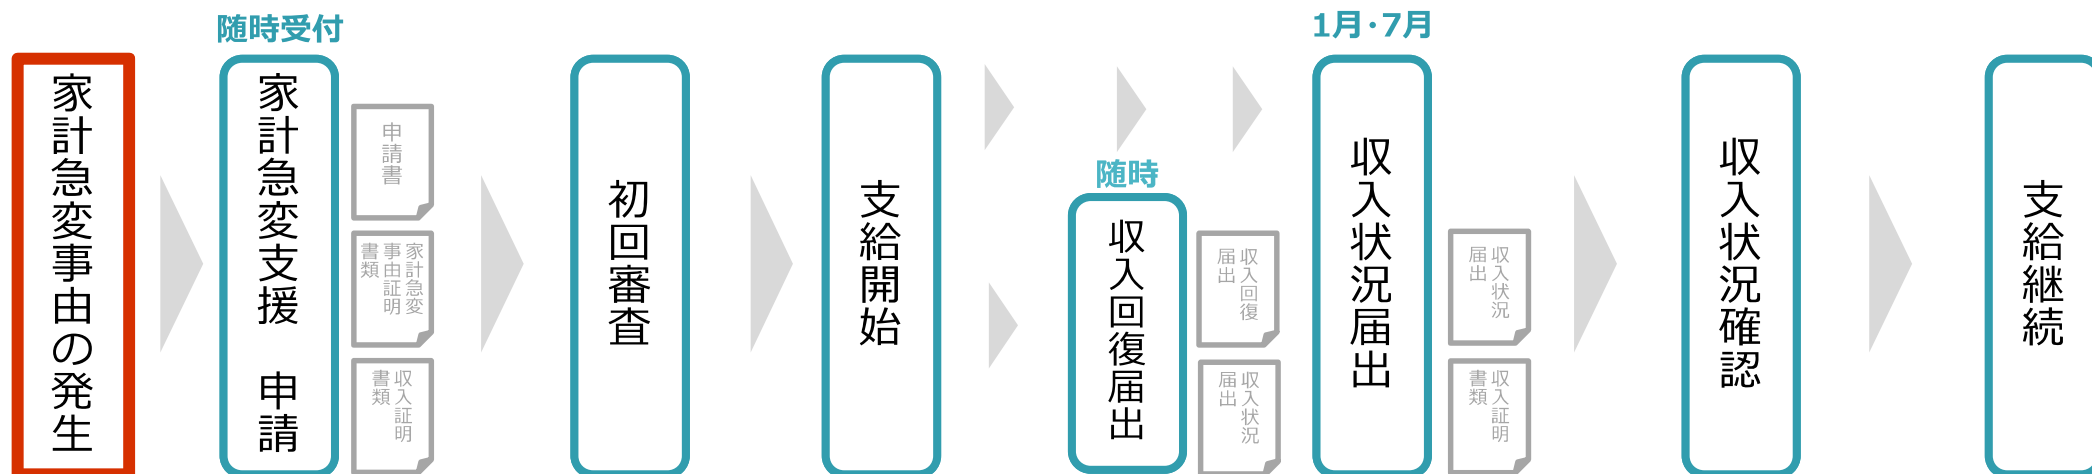 家計急変事由の発生
随時受付
家計急変支援　申請
申請書
家計急変
事由証明
書類
収入証明
書類
初回審査
支給開始
随時
収入回復届出
収入回復
届出
収入状況
届出
1月・7月
収入状況届出
収入状況
届出
収入証明
書類
収入状況確認
支給継続